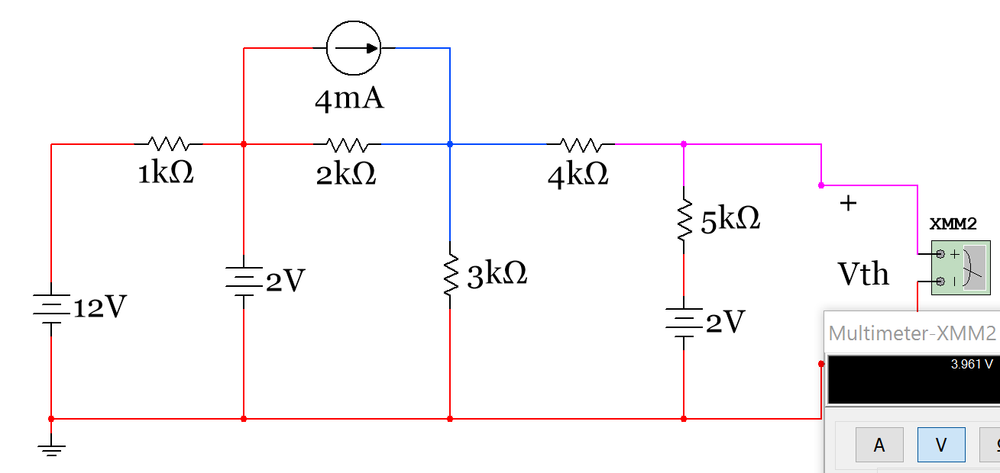 4mA
1kΩ
2kΩ
4kΩ
5kΩ
+
XMM2
+
3kΩ
2V
Vth
12V
2V
Multimeter-XMM2
3.961 V
A
V